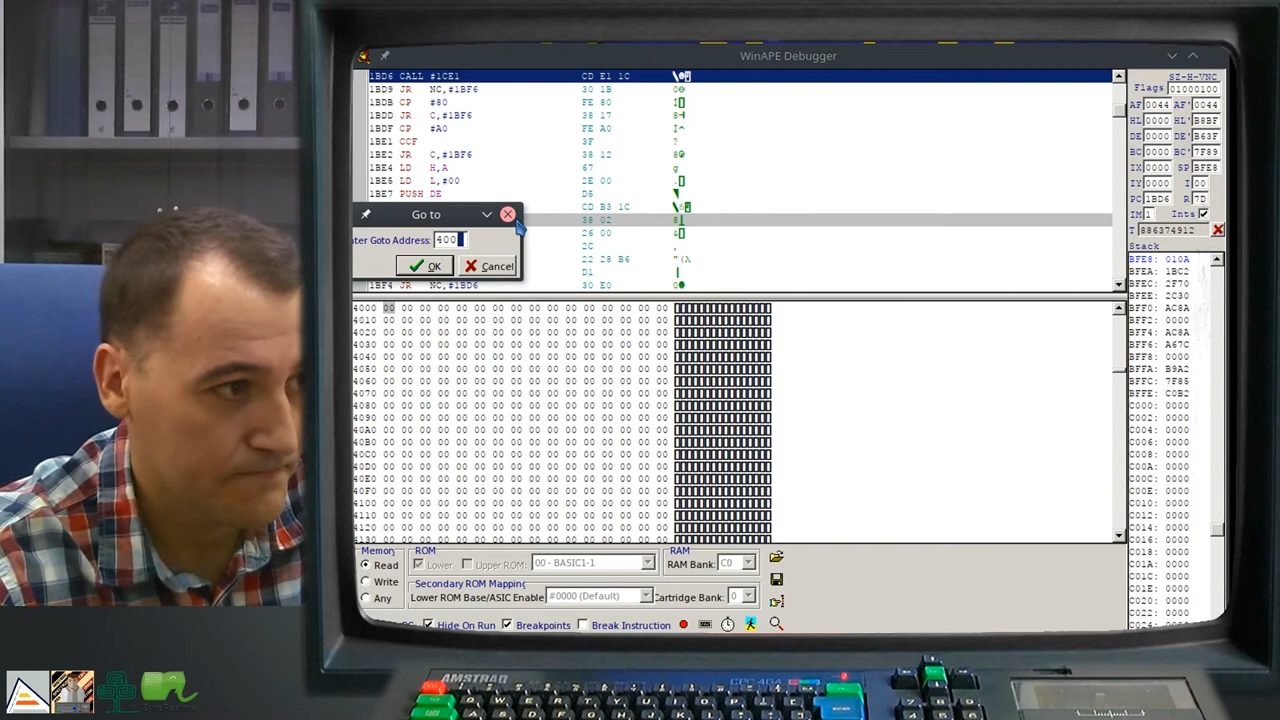 WinAPE Debugger
1BD6 CALL #1CE1 CD E1 1C
1BD9 JR NC,#1BF6 30 1B
1BDB CP #80 FE 80
1BDD JR C,#1BF6 38 17
1BDF CP #A0 FE A0
1BE1 CCF 3F
1BE2 JR C,#1BF6 38 12
1BE4 LD H,A 67
1BE5 LD L,#00 2E 00
1BE7 PUSH DE D5
CD B3 1C
38 02
26 00
2C
22 28 B6
D1
1BF4 JR NC,#1BD6 30 E0
Go to
nter Goto Address: 400
OK Cancel
SZ-H-VNC
Flags 01000100
AF 0044 AF' 0044
HL 0000 HL' B8BF
DE 0000 DE' B63F
BC 0000 BC' 7F89
IX 0000 SP BFE8
IY 0000 I 00
PC 1BD6 R 7D
IM 1 Ints
T 886374912
Stack
BFE8: 010A
BFEA: 1BC2
BFEC: 2F70
BFEE: 2C30
BFF0: AC8A
BFF2: 0000
BFF4: AC8A
BFF6: A67C
BFF8: 0000
BFFA: B9A2
BFFC: 7F85
BFFE: C0B2
C000: 0000
C002: 0000
C004: 0000
C006: 0000
C008: 0000
C00A: 0000
C00C: 0000
C00E: 0000
C010: 0000
C012: 0000
C014: 0000
C016: 0000
C018: 0000
C01A: 0000
C01C: 0000
C01E: 0000
C020: 0000
C022: 0000
C024: 0000
4000 00 00 00 00 00 00 00 00 00 00 00 00 00 00 00 00
4010 00 00 00 00 00 00 00 00 00 00 00 00 00 00 00 00
4020 00 00 00 00 00 00 00 00 00 00 00 00 00 00 00 00
4030 00 00 00 00 00 00 00 00 00 00 00 00 00 00 00 00
4040 00 00 00 00 00 00 00 00 00 00 00 00 00 00 00 00
4050 00 00 00 00 00 00 00 00 00 00 00 00 00 00 00 00
4060 00 00 00 00 00 00 00 00 00 00 00 00 00 00 00 00
4070 00 00 00 00 00 00 00 00 00 00 00 00 00 00 00 00
4080 00 00 00 00 00 00 00 00 00 00 00 00 00 00 00 00
4090 00 00 00 00 00 00 00 00 00 00 00 00 00 00 00 00
40A0 00 00 00 00 00 00 00 00 00 00 00 00 00 00 00 00
40B0 00 00 00 00 00 00 00 00 00 00 00 00 00 00 00 00
40C0 00 00 00 00 00 00 00 00 00 00 00 00 00 00 00 00
40D0 00 00 00 00 00 00 00 00 00 00 00 00 00 00 00 00
40E0 00 00 00 00 00 00 00 00 00 00 00 00 00 00 00 00
40F0 00 00 00 00 00 00 00 00 00 00 00 00 00 00 00 00
4100 00 00 00 00 00 00 00 00 00 00 00 00 00 00 00 00
4110 00 00 00 00 00 00 00 00 00 00 00 00 00 00 00 00
4120 00 00 00 00 00 00 00 00 00 00 00 00 00 00 00 00
4130 00 00 00 00 00 00 00 00 00 00 00 00 00 00 00 00
Memory ROM RAM
Read Lower Upper ROM: 00 - BASIC1-1 RAM Bank: C0
Write Secondary ROM Mapping
Any Lower ROM Base/ASIC Enable #0000 (Default) Cartridge Bank: 0
Hide On Run Breakpoints Break Instruction
AMSTRAD